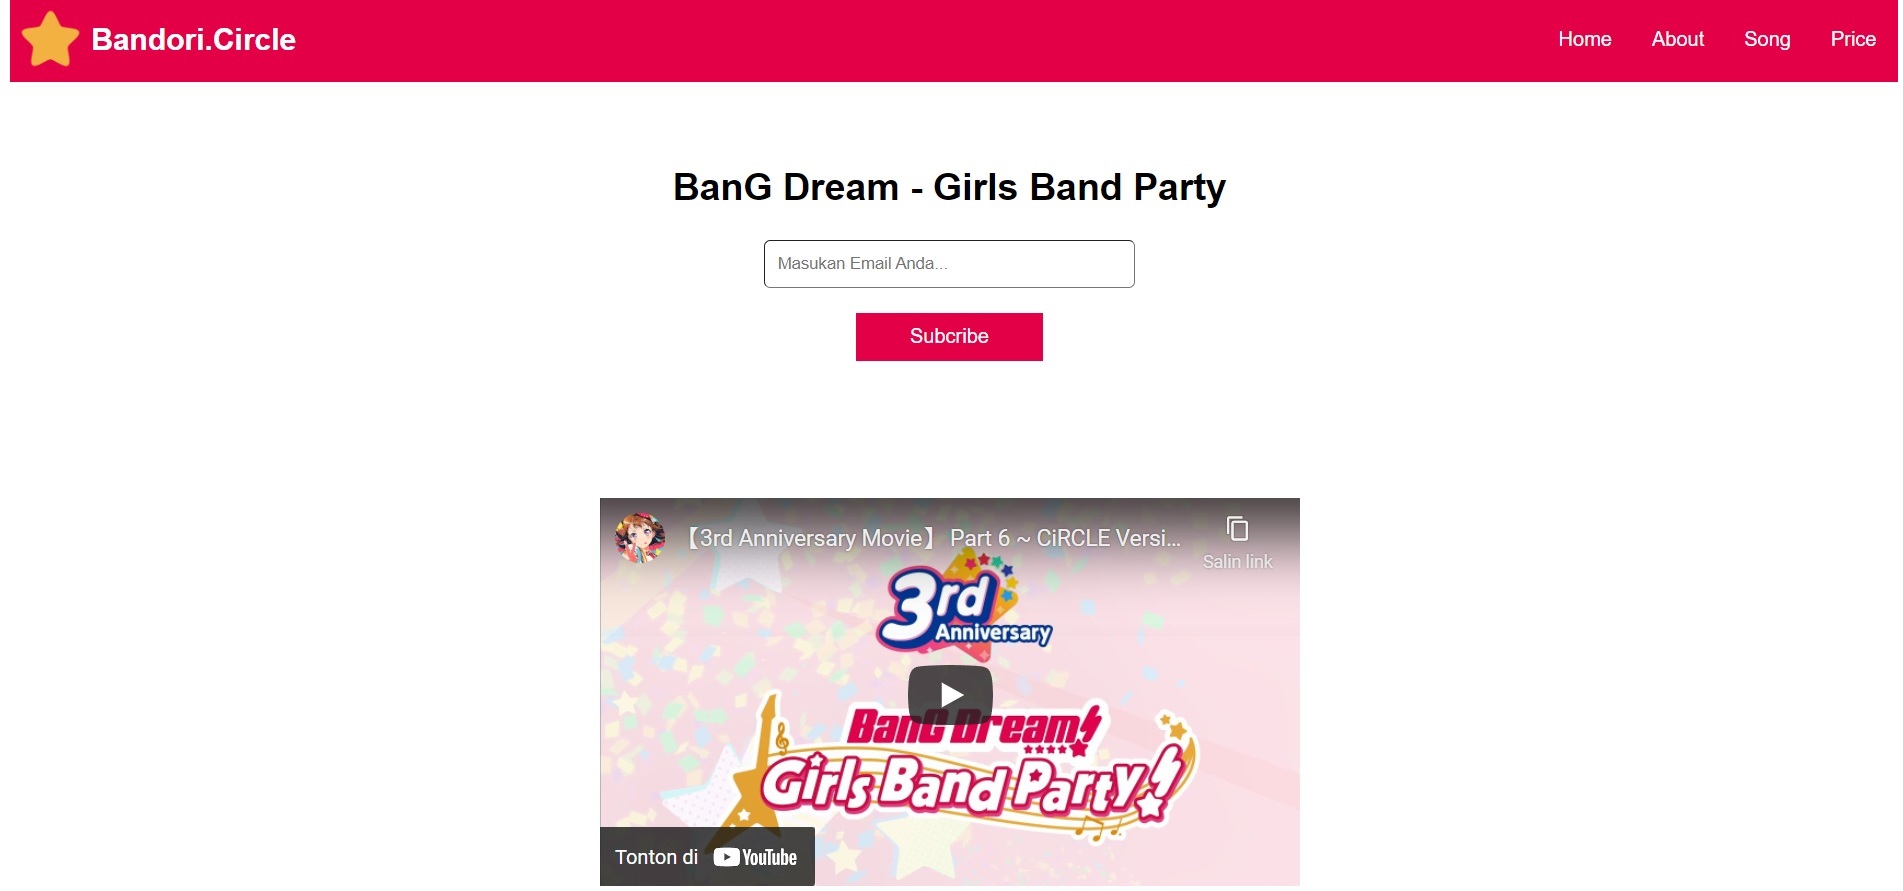 Bandori.Circle
Home About Song Price
BanG Dream - Girls Band Party
Masukan Email Anda...
Subcribe
【3rd Anniversary Movie】 Part 6 ~ CiRCLE Versi...
Salin link
3rd
Anniversary
BanG Dream!
Girls Band Party!
Tonton di YouTube